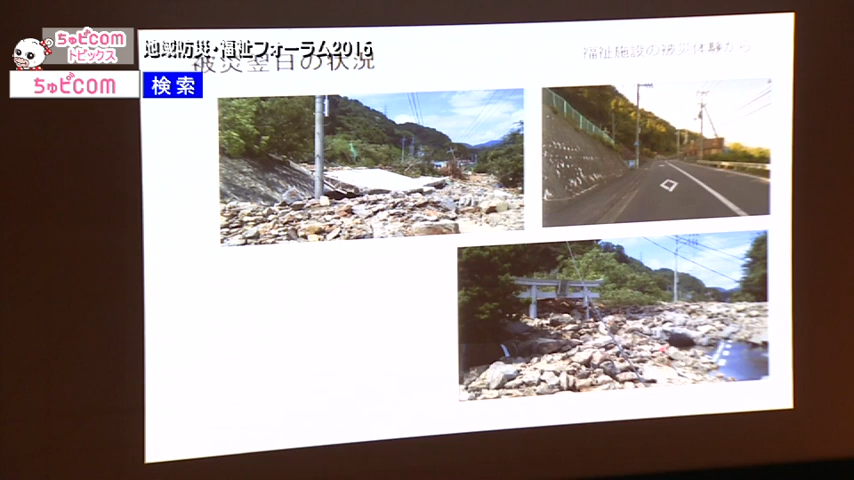 ちゅピCOM
トピックス
地域防災・福祉フォーラム2016
ちゅピCOM
検索
被災翌日の状況
福祉施設の被災体験から